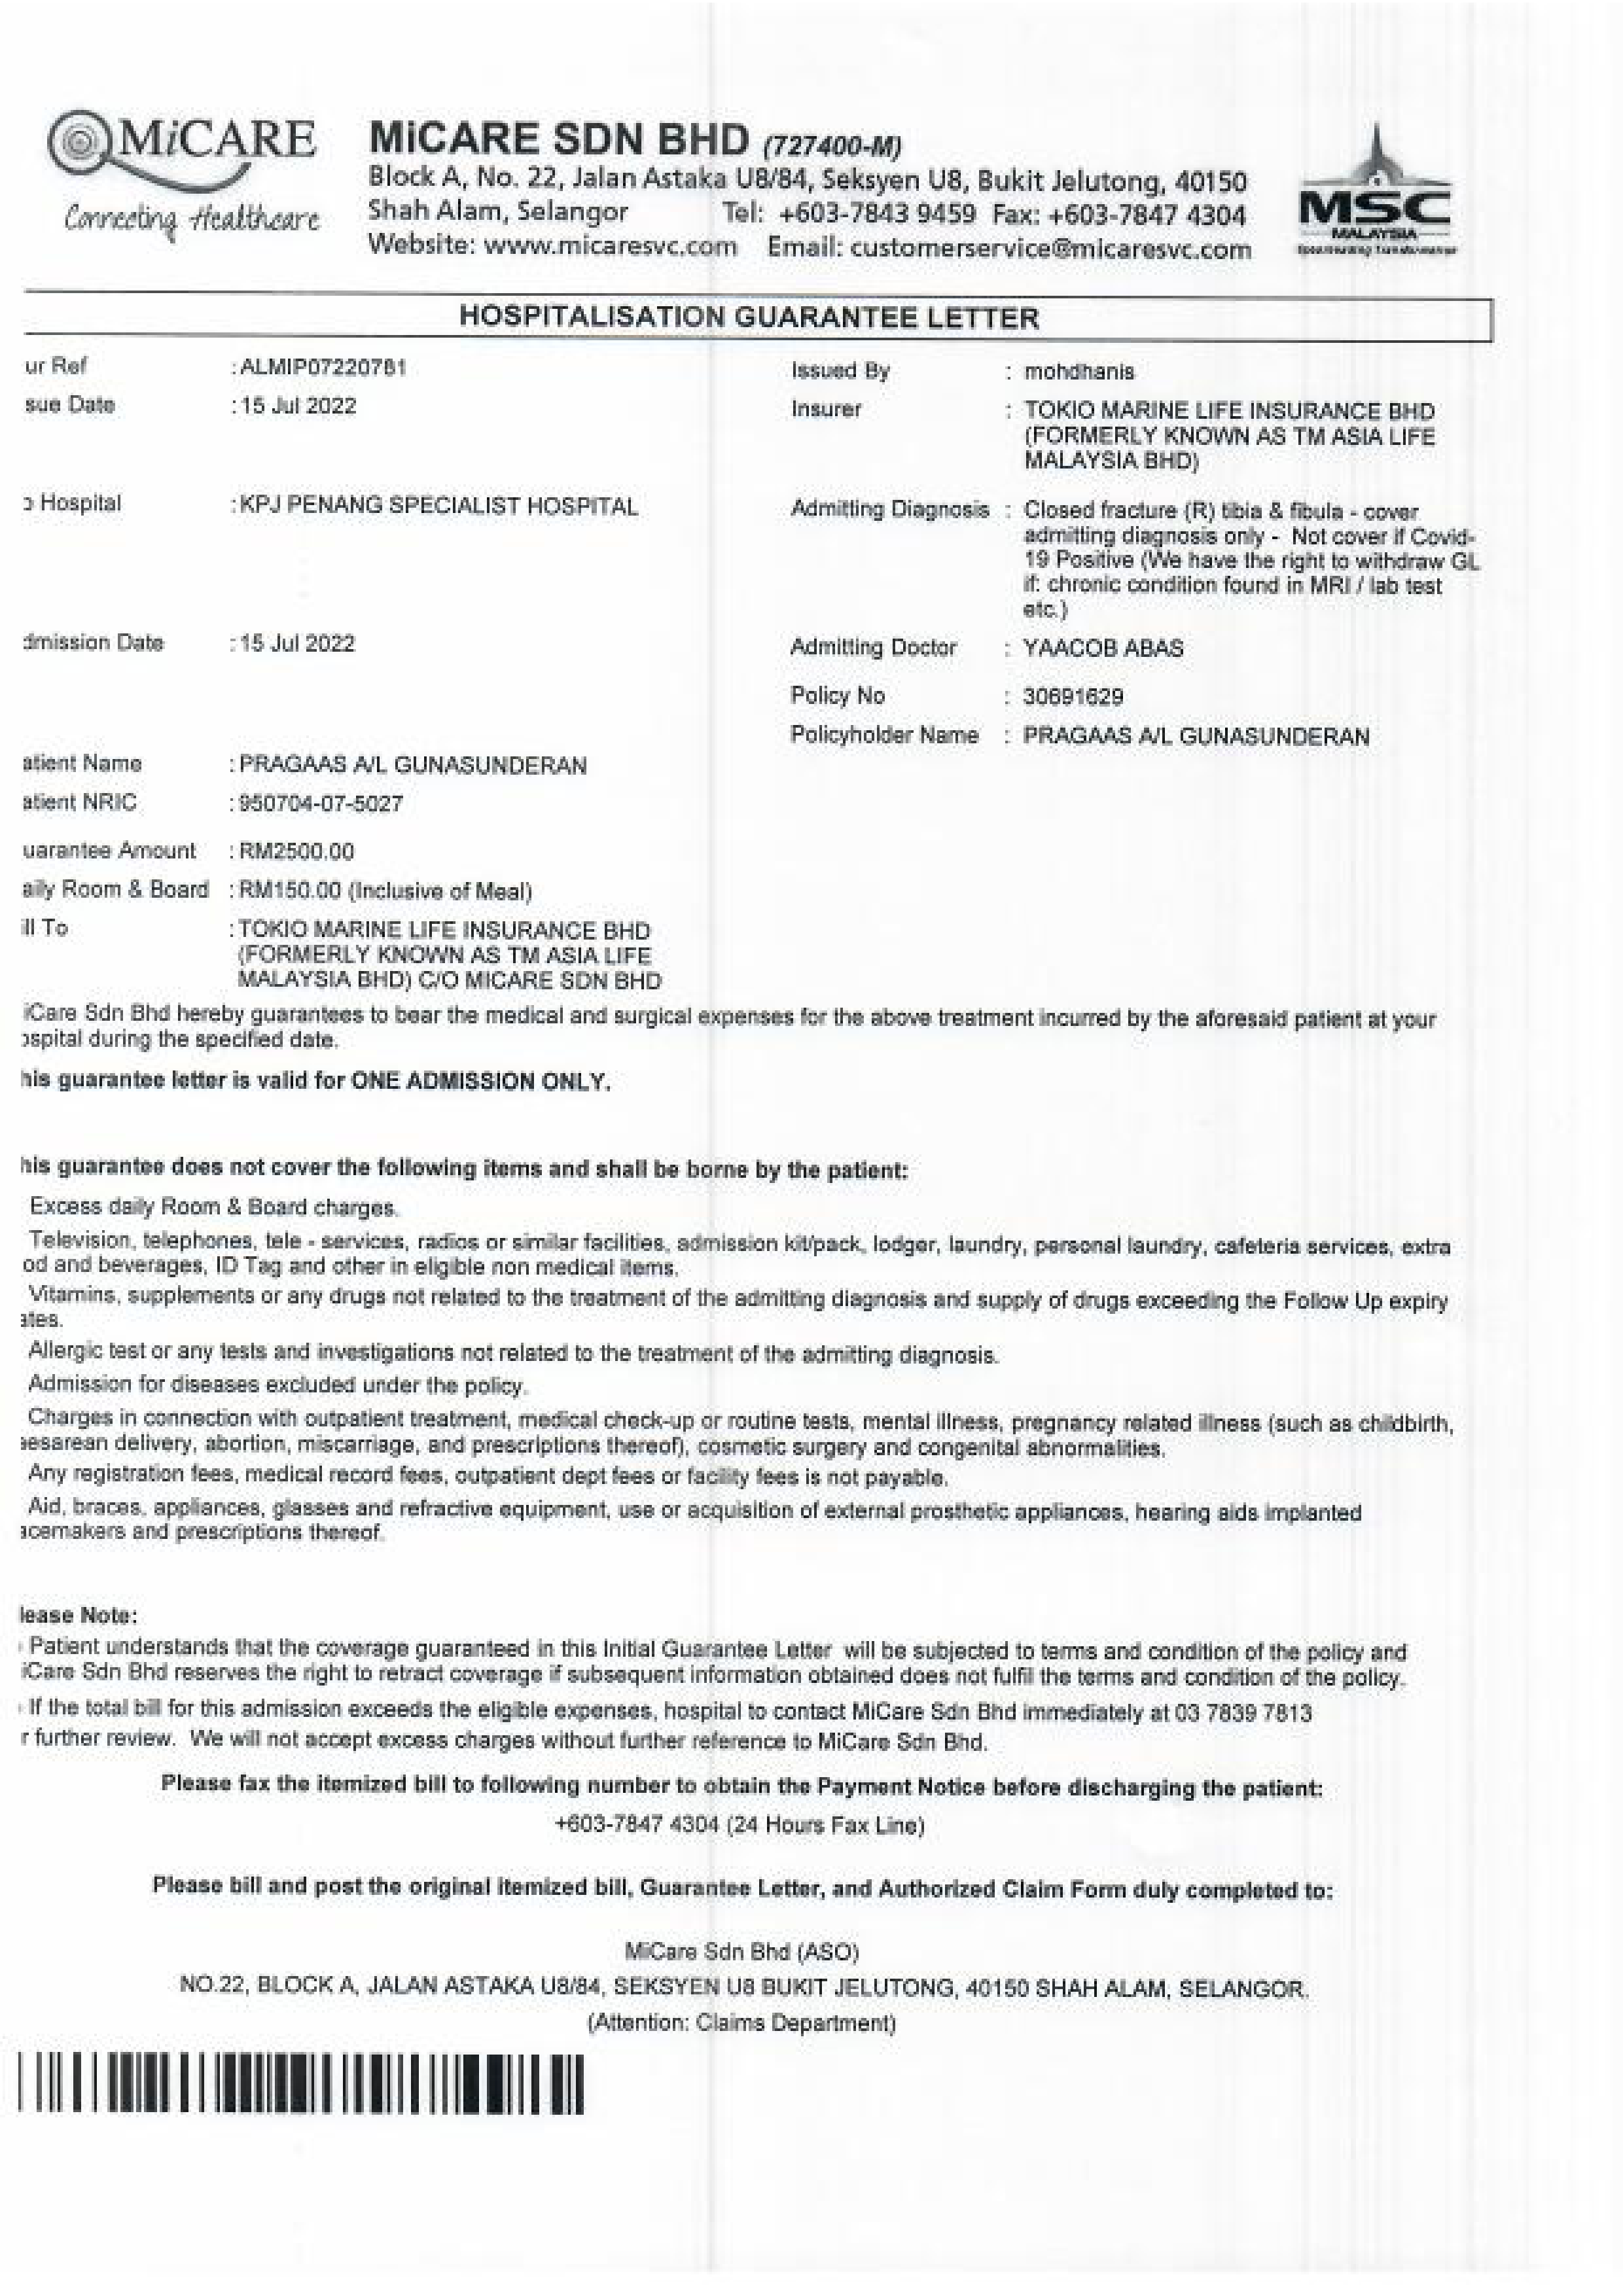 MiCARE
Connecting Healthcare
MiCARE SDN BHD (727400-M)
Block A, No. 22, Jalan Astaka U8/84, Seksyen U8, Bukit Jelutong, 40150
Shah Alam, Selangor Tel: +603-7843 9459 Fax: +603-7847 4304
Website: www.micaresvc.com Email: customerservice@micaresvc.com
MSC
MALAYSIA
HOSPITALISATION GUARANTEE LETTER
ur Ref : ALMIP07220781
Issued By : mohdhanis
sue Date : 15 Jul 2022
Insurer : TOKIO MARINE LIFE INSURANCE BHD
(FORMERLY KNOWN AS TM ASIA LIFE
MALAYSIA BHD)
o Hospital : KPJ PENANG SPECIALIST HOSPITAL
Admitting Diagnosis : Closed fracture (R) tibia & fibula - cover
admitting diagnosis only - Not cover if Covid-
19 Positive (We have the right to withdraw GL
if: chronic condition found in MRI / lab test
etc.)
dmission Date : 15 Jul 2022
Admitting Doctor : YAACOB ABAS
Policy No : 30691629
Policyholder Name : PRAGAAS A/L GUNASUNDERAN
atient Name : PRAGAAS A/L GUNASUNDERAN
atient NRIC : 950704-07-5027
uarantee Amount : RM2500.00
aily Room & Board : RM150.00 (Inclusive of Meal)
ill To : TOKIO MARINE LIFE INSURANCE BHD
(FORMERLY KNOWN AS TM ASIA LIFE
MALAYSIA BHD) C/O MICARE SDN BHD
iCare Sdn Bhd hereby guarantees to bear the medical and surgical expenses for the above treatment incurred by the aforesaid patient at your
ospital during the specified date.
his guarantee letter is valid for ONE ADMISSION ONLY.
his guarantee does not cover the following items and shall be borne by the patient:
Excess daily Room & Board charges.
Television, telephones, tele - services, radios or similar facilities, admission kit/pack, lodger, laundry, personal laundry, cafeteria services, extra
od and beverages, ID Tag and other in eligible non medical items.
Vitamins, supplements or any drugs not related to the treatment of the admitting diagnosis and supply of drugs exceeding the Follow Up expiry
ates.
Allergic test or any tests and investigations not related to the treatment of the admitting diagnosis.
Admission for diseases excluded under the policy.
Charges in connection with outpatient treatment, medical check-up or routine tests, mental illness, pregnancy related illness (such as childbirth,
aesarean delivery, abortion, miscarriage, and prescriptions thereof), cosmetic surgery and congenital abnormalities.
Any registration fees, medical record fees, outpatient dept fees or facility fees is not payable.
Aid, braces, appliances, glasses and refractive equipment, use or acquisition of external prosthetic appliances, hearing aids implanted
acemakers and prescriptions thereof.
lease Note:
Patient understands that the coverage guaranteed in this Initial Guarantee Letter will be subjected to terms and condition of the policy and
iCare Sdn Bhd reserves the right to retract coverage if subsequent information obtained does not fulfil the terms and condition of the policy.
If the total bill for this admission exceeds the eligible expenses, hospital to contact MiCare Sdn Bhd immediately at 03 7839 7813
r further review. We will not accept excess charges without further reference to MiCare Sdn Bhd.
Please fax the itemized bill to following number to obtain the Payment Notice before discharging the patient:
+603-7847 4304 (24 Hours Fax Line)
Please bill and post the original itemized bill, Guarantee Letter, and Authorized Claim Form duly completed to:
MiCare Sdn Bhd (ASO)
NO.22, BLOCK A, JALAN ASTAKA U8/84, SEKSYEN U8 BUKIT JELUTONG, 40150 SHAH ALAM, SELANGOR.
(Attention: Claims Department)